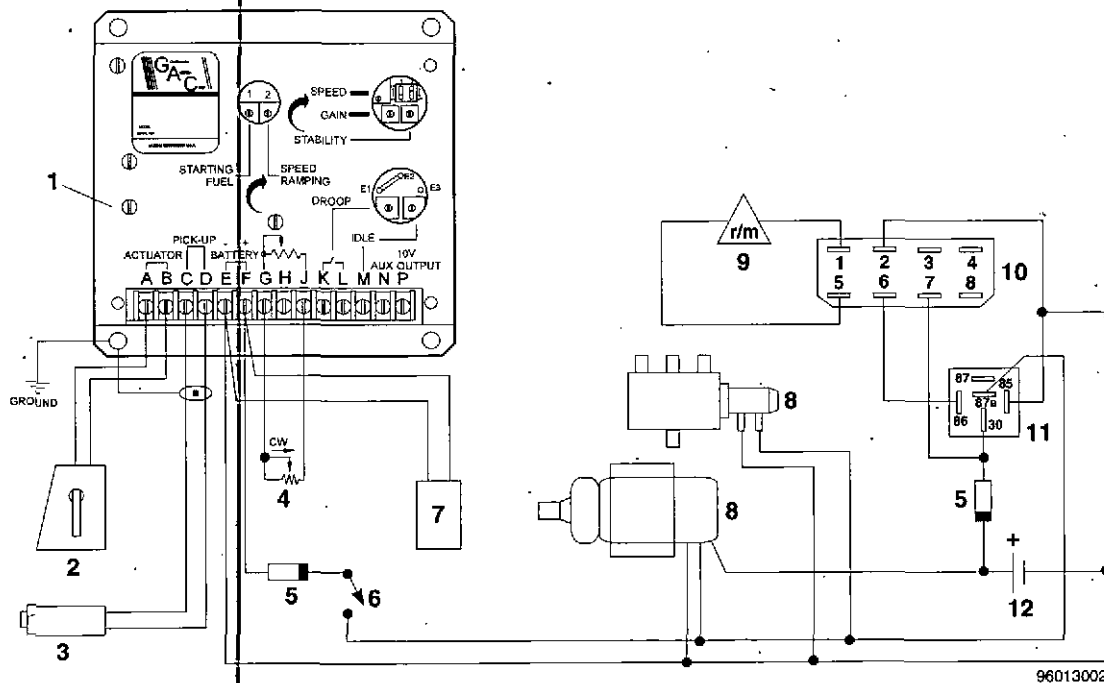 GAC
1 2
SPEED
GAIN
STABILITY
STARTING FUEL
SPEED RAMPING
E1 E2 E3
DROOP
IDLE
1
PICK-UP
ACTUATOR
BATTERY
+
10V
AUX OUTPUT
A B C D E F G H J K L M N P
GROUND
CW
2
3
4
5
6
7
8
8
r/m
9
1 2 3 4
5 6 7 8
10
87
85
87a
86
30
11
5
+
12
96013002